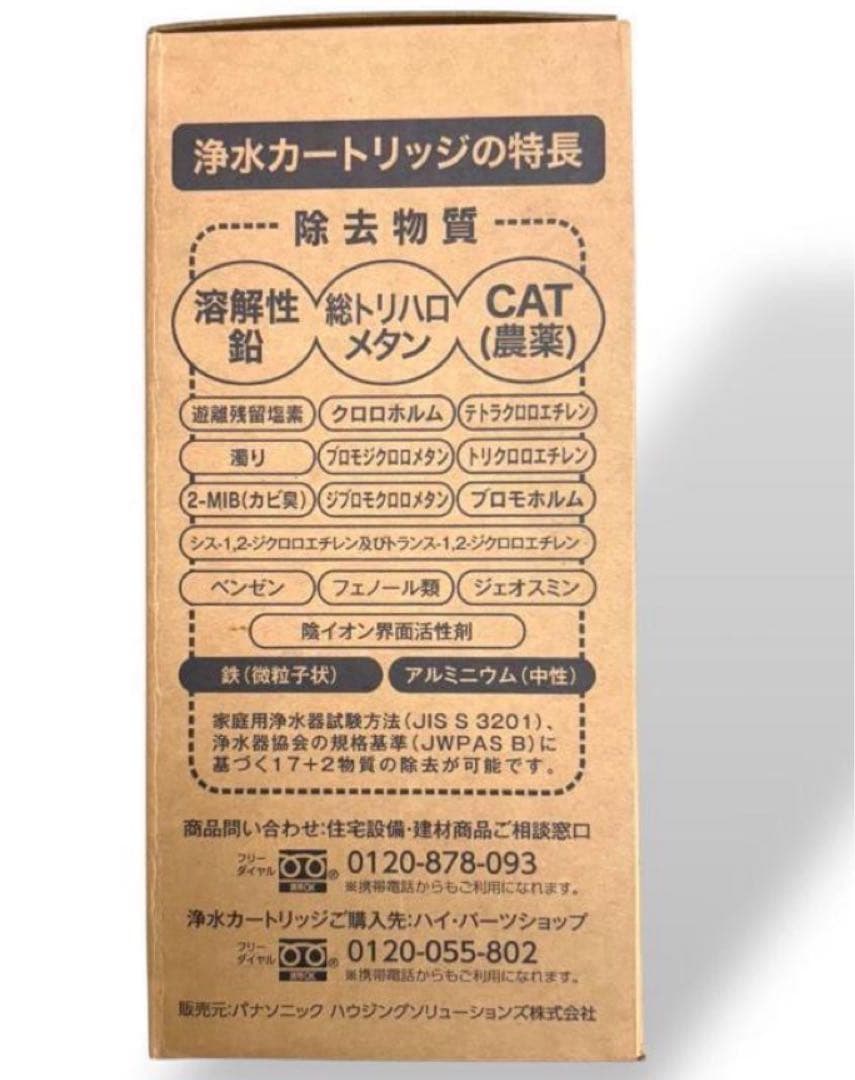 浄水カートリッジの特長
除去物質
溶解性
鉛
総トリハロ
メタン
CAT
(農薬)
遊離残留塩素 クロロホルム テトラクロロエチレン
濁り ブロモジクロロメタン トリクロロエチレン
2-MIB(カビ臭) ジブロモクロロメタン ブロモホルム
シス-1,2-ジクロロエチレン及びトランス-1,2-ジクロロエチレン
ベンゼン フェノール類 ジェオスミン
陰イオン界面活性剤
鉄(微粒子状) アルミニウム(中性)
家庭用浄水器試験方法(JIS S 3201)、
浄水器協会の規格基準(JWPAS B)に
基づく17+2物質の除去が可能です。
商品問い合わせ:住宅設備・建材商品ご相談窓口
フリー
ダイヤル
® 0120-878-093
※携帯電話からもご利用になれます。
浄水カートリッジご購入先:ハイ・パーツショップ
フリー
ダイヤル
® 0120-055-802
※携帯電話からもご利用になれます。
販売元:パナソニック ハウジングソリューションズ株式会社